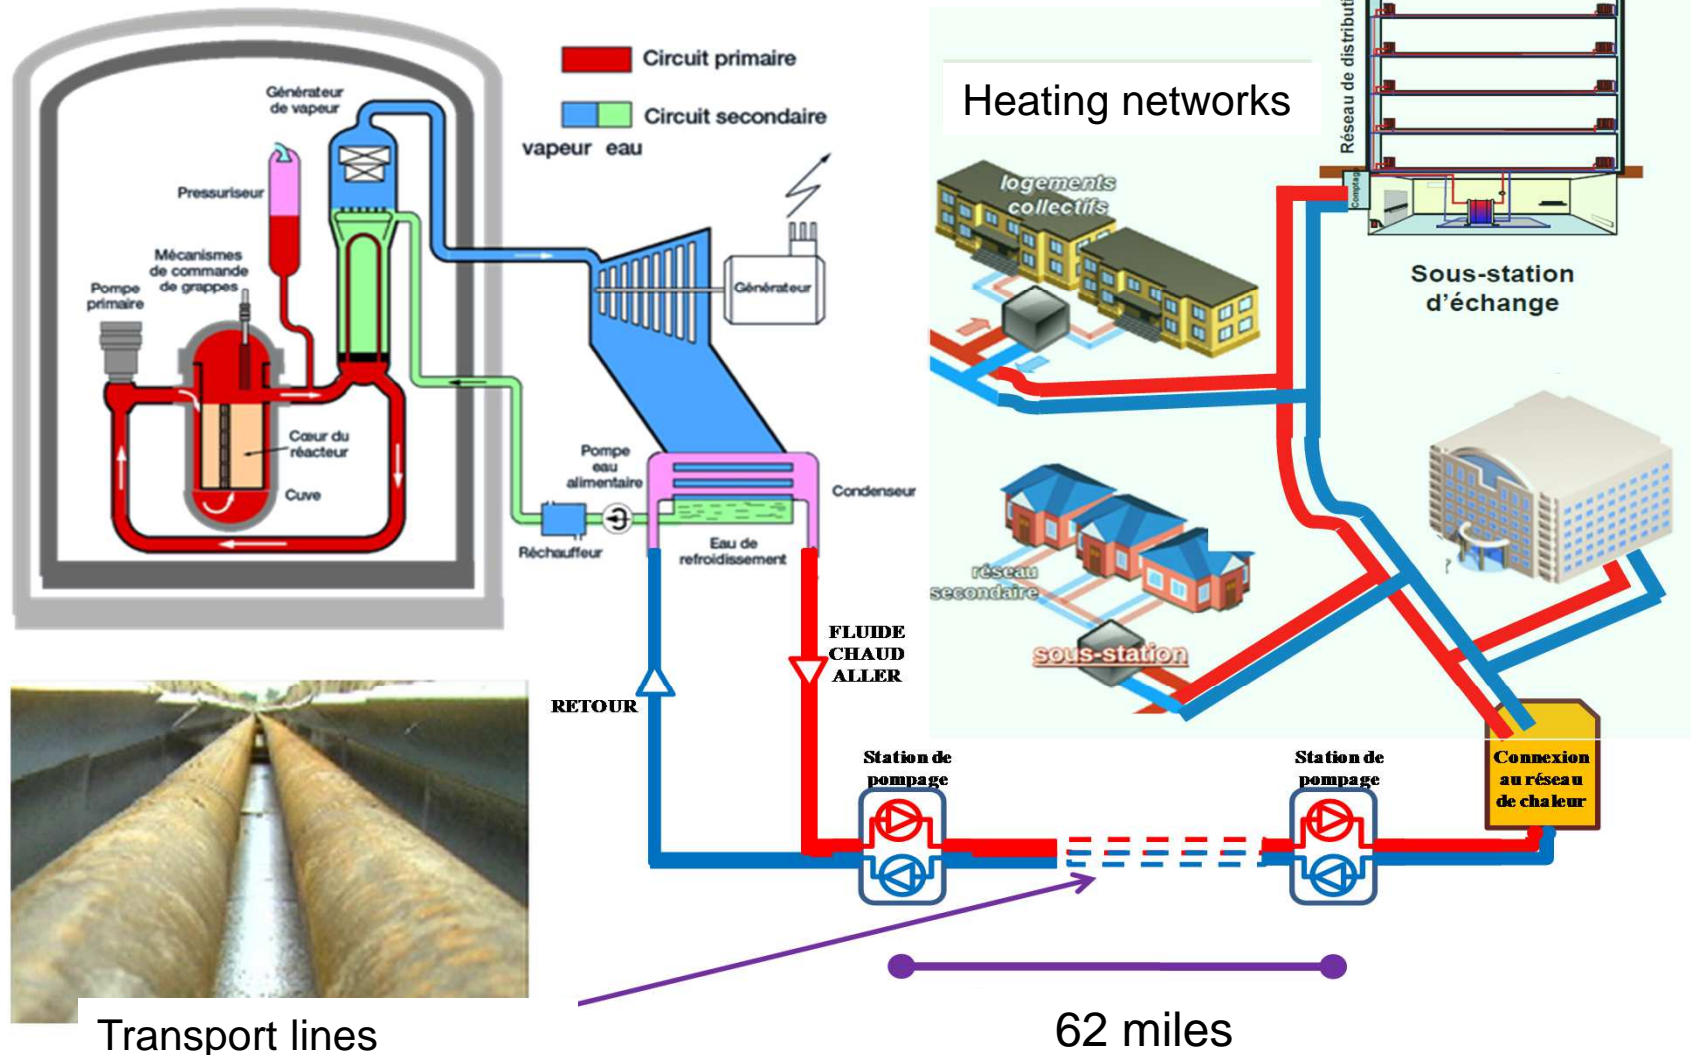 Circuit primaire
Circuit secondaire
vapeur eau
Générateur
de vapeur
Pressuriseur
Mécanismes
de commande
de grappes
Pompe
primaire
Cœur du
réacteur
Cuve
Générateur
Pompe
eau
alimentaire
Condenseur
Réchauffeur
Eau de
refroidissement
FLUIDE
CHAUD
ALLER
RETOUR
Station de
pompage
Station de
pompage
Connexion
au réseau
de chaleur
Heating networks
Réseau de distributi
Comptage
Sous-station
d'échange
logements
collectifs
réseau
secondaire
sous-station
Transport lines
62 miles